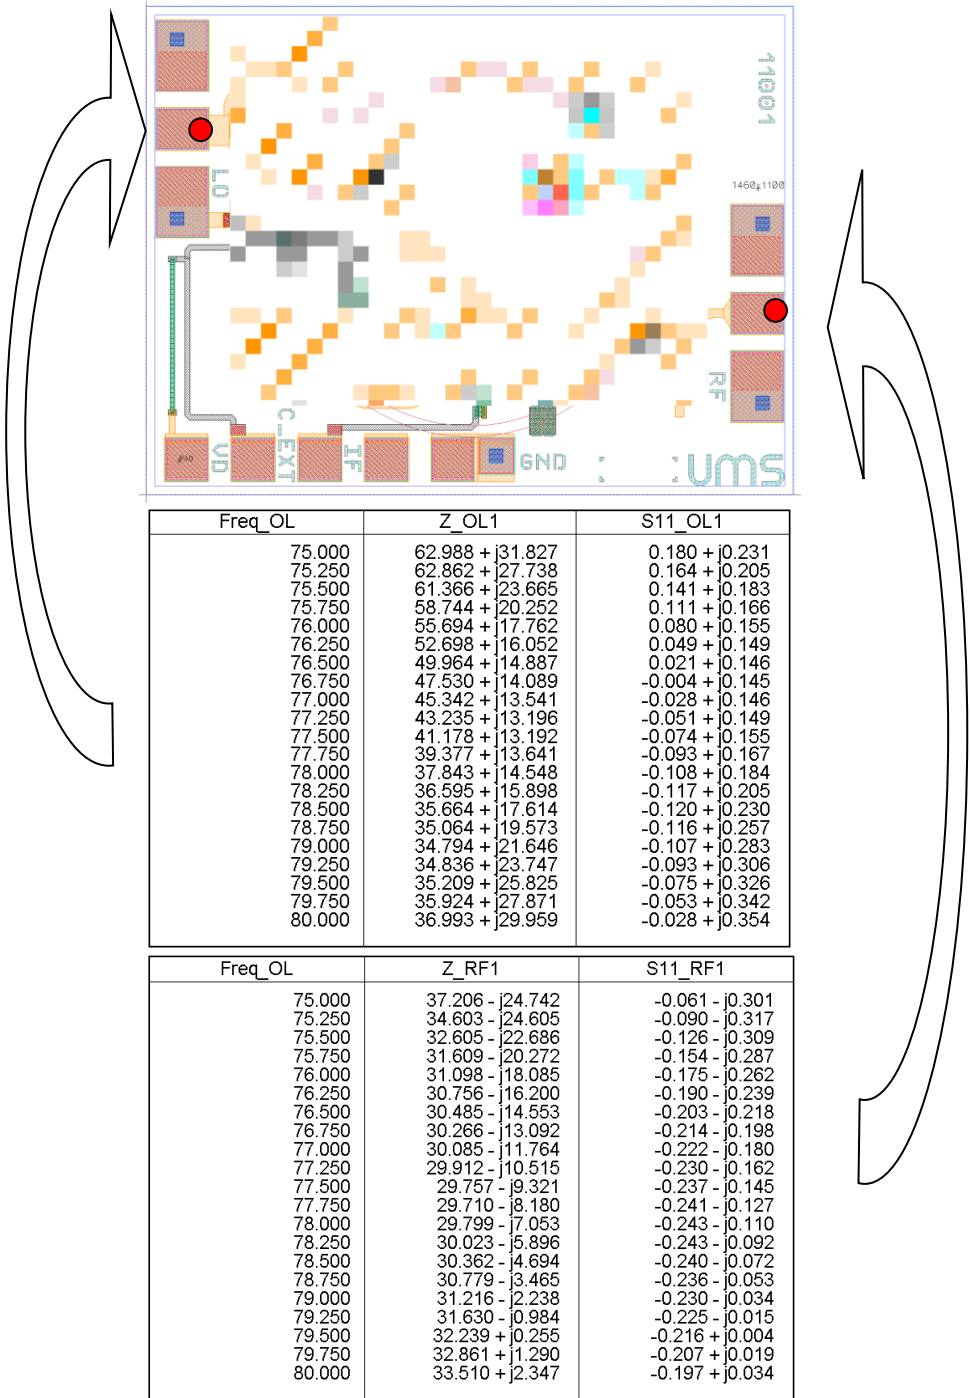 11001
LO
1460x1100
RF
VD
C_EXT
IF
GND
UMS
Freq_OL Z_OL1 S11_OL1
75.000 62.988 + j31.827 0.180 + j0.231
75.250 62.862 + j27.738 0.164 + j0.205
75.500 61.366 + j23.665 0.141 + j0.183
75.750 58.744 + j20.252 0.111 + j0.166
76.000 55.694 + j17.762 0.080 + j0.155
76.250 52.698 + j16.052 0.049 + j0.149
76.500 49.964 + j14.887 0.021 + j0.146
76.750 47.530 + j14.089 -0.004 + j0.145
77.000 45.342 + j13.541 -0.028 + j0.146
77.250 43.235 + j13.196 -0.051 + j0.149
77.500 41.178 + j13.192 -0.074 + j0.155
77.750 39.377 + j13.641 -0.093 + j0.167
78.000 37.843 + j14.548 -0.108 + j0.184
78.250 36.595 + j15.898 -0.117 + j0.205
78.500 35.664 + j17.614 -0.120 + j0.230
78.750 35.064 + j19.573 -0.116 + j0.257
79.000 34.794 + j21.646 -0.107 + j0.283
79.250 34.836 + j23.747 -0.093 + j0.306
79.500 35.209 + j25.825 -0.075 + j0.326
79.750 35.924 + j27.871 -0.053 + j0.342
80.000 36.993 + j29.959 -0.028 + j0.354
Freq_OL Z_RF1 S11_RF1
75.000 37.206 - j24.742 -0.061 - j0.301
75.250 34.603 - j24.605 -0.090 - j0.317
75.500 32.605 - j22.686 -0.126 - j0.309
75.750 31.609 - j20.272 -0.154 - j0.287
76.000 31.098 - j18.085 -0.175 - j0.262
76.250 30.756 - j16.200 -0.190 - j0.239
76.500 30.485 - j14.553 -0.203 - j0.218
76.750 30.266 - j13.092 -0.214 - j0.198
77.000 30.085 - j11.764 -0.222 - j0.180
77.250 29.912 - j10.515 -0.230 - j0.162
77.500 29.757 - j9.321 -0.237 - j0.145
77.750 29.710 - j8.180 -0.241 - j0.127
78.000 29.799 - j7.053 -0.243 - j0.110
78.250 30.023 - j5.896 -0.243 - j0.092
78.500 30.362 - j4.694 -0.240 - j0.072
78.750 30.779 - j3.465 -0.236 - j0.053
79.000 31.216 - j2.238 -0.230 - j0.034
79.250 31.630 - j0.984 -0.225 - j0.015
79.500 32.239 + j0.255 -0.216 + j0.004
79.750 32.861 + j1.290 -0.207 + j0.019
80.000 33.510 + j2.347 -0.197 + j0.034